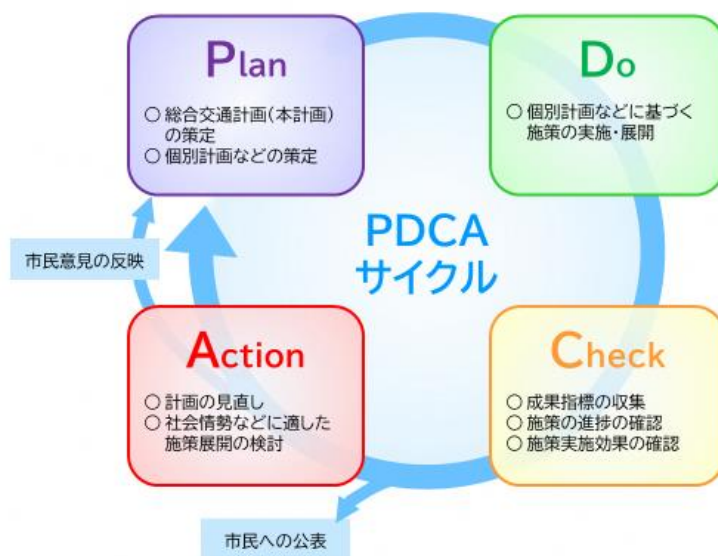 Plan
○ 総合交通計画（本計画）
の策定
○ 個別計画などの策定
Do
○ 個別計画などに基づく
施策の実施・展開
PDCA
サイクル
市民意見の反映
Action
○ 計画の見直し
○ 社会情勢などに適した
施策展開の検討
Check
○ 成果指標の収集
○ 施策の進捗の確認
○ 施策実施効果の確認
市民への公表